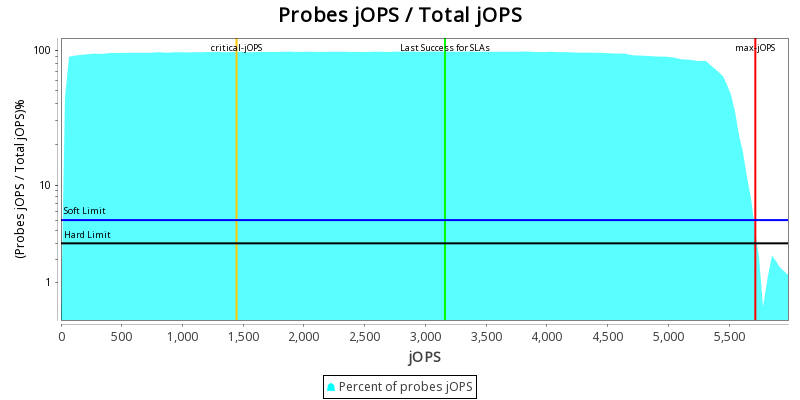 Probes jOPS / Total jOPS
(Probes jOPS / Total jOPS)%
100
10
1
critical-jOPS
Last Success for SLAs
max-jOPS
Soft Limit
Hard Limit
0 500 1,000 1,500 2,000 2,500 3,000 3,500 4,000 4,500 5,000 5,500
jOPS
Percent of probes jOPS